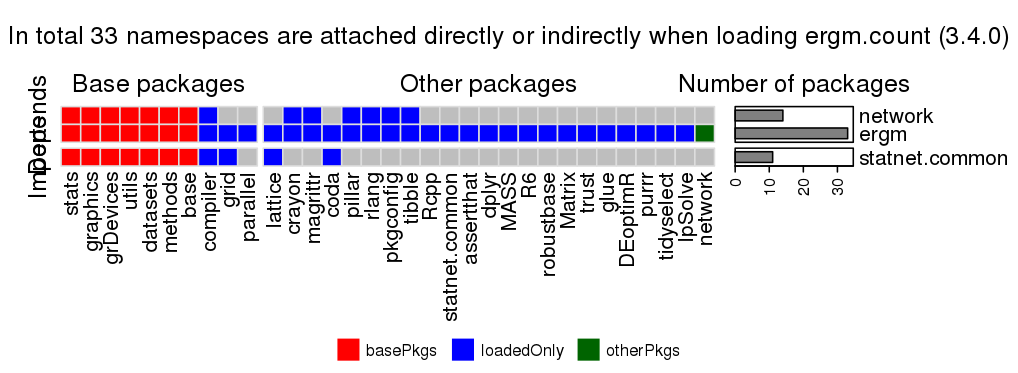 In total 33 namespaces are attached directly or indirectly when loading ergm.count (3.4.0)
Base packages
Other packages
Number of packages
Depends
Imports
network
ergm
statnet.common
0
10
20
30
stats
graphics
grDevices
utils
datasets
methods
base
compiler
grid
parallel
lattice
crayon
magrittr
coda
pillar
rlang
pkgconfig
tibble
Rcpp
statnet.common
assertthat
dplyr
MASS
R6
robustbase
Matrix
trust
glue
DEoptimR
purrr
tidyselect
lpSolve
network
basePkgs
loadedOnly
otherPkgs